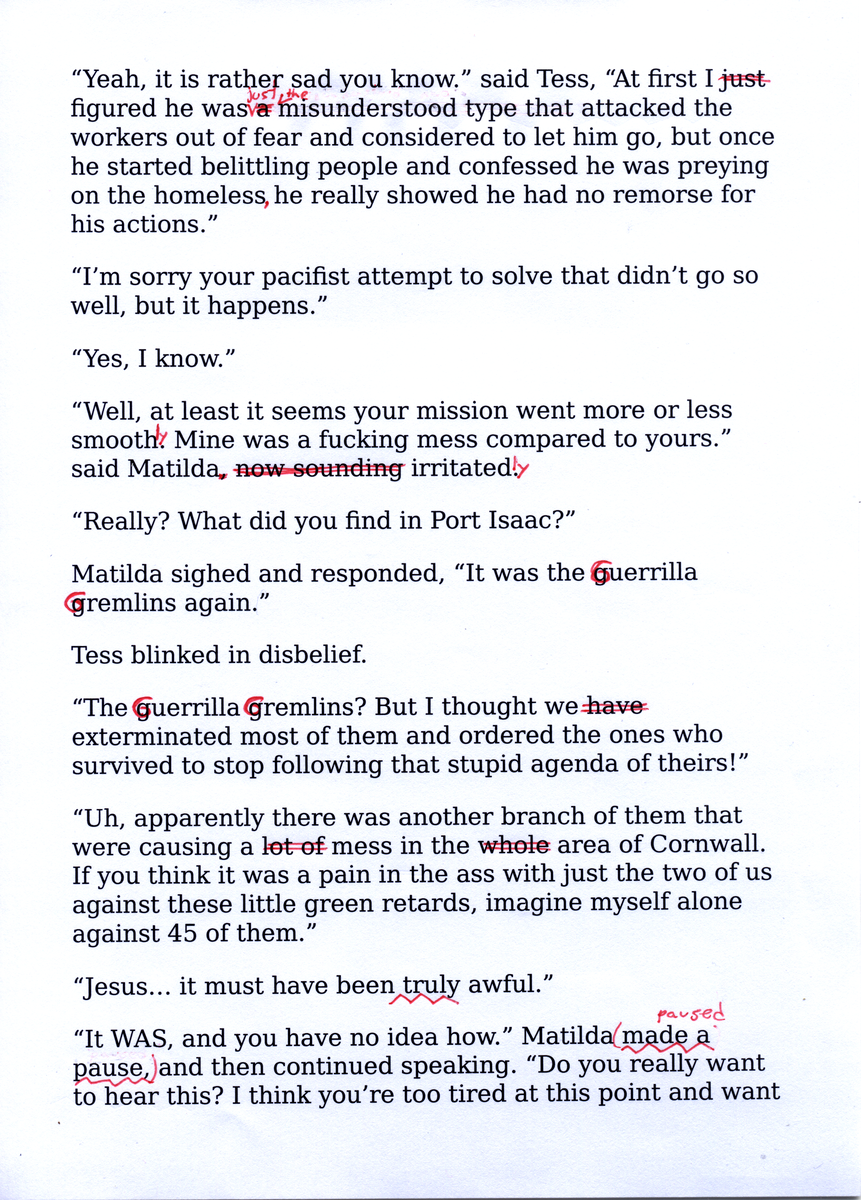 “Yeah, it is rather sad you know.” said Tess, “At first I just
just the
figured he was a misunderstood type that attacked the
workers out of fear and considered to let him go, but once
he started belittling people and confessed he was preying
on the homeless, he really showed he had no remorse for
his actions.”
“I’m sorry your pacifist attempt to solve that didn’t go so
well, but it happens.”
“Yes, I know.”
“Well, at least it seems your mission went more or less
smoothly. Mine was a fucking mess compared to yours.”
said Matilda, now sounding irritated.ly
“Really? What did you find in Port Isaac?”
Matilda sighed and responded, “It was the Guerrilla
Gremlins again.”
Tess blinked in disbelief.
“The Guerrilla Gremlins? But I thought we have
exterminated most of them and ordered the ones who
survived to stop following that stupid agenda of theirs!”
“Uh, apparently there was another branch of them that
were causing a lot of mess in the whole area of Cornwall.
If you think it was a pain in the ass with just the two of us
against these little green retards, imagine myself alone
against 45 of them.”
“Jesus… it must have been truly awful.”
paused
“It WAS, and you have no idea how.” Matilda (made a
pause,) and then continued speaking. “Do you really want
to hear this? I think you’re too tired at this point and want